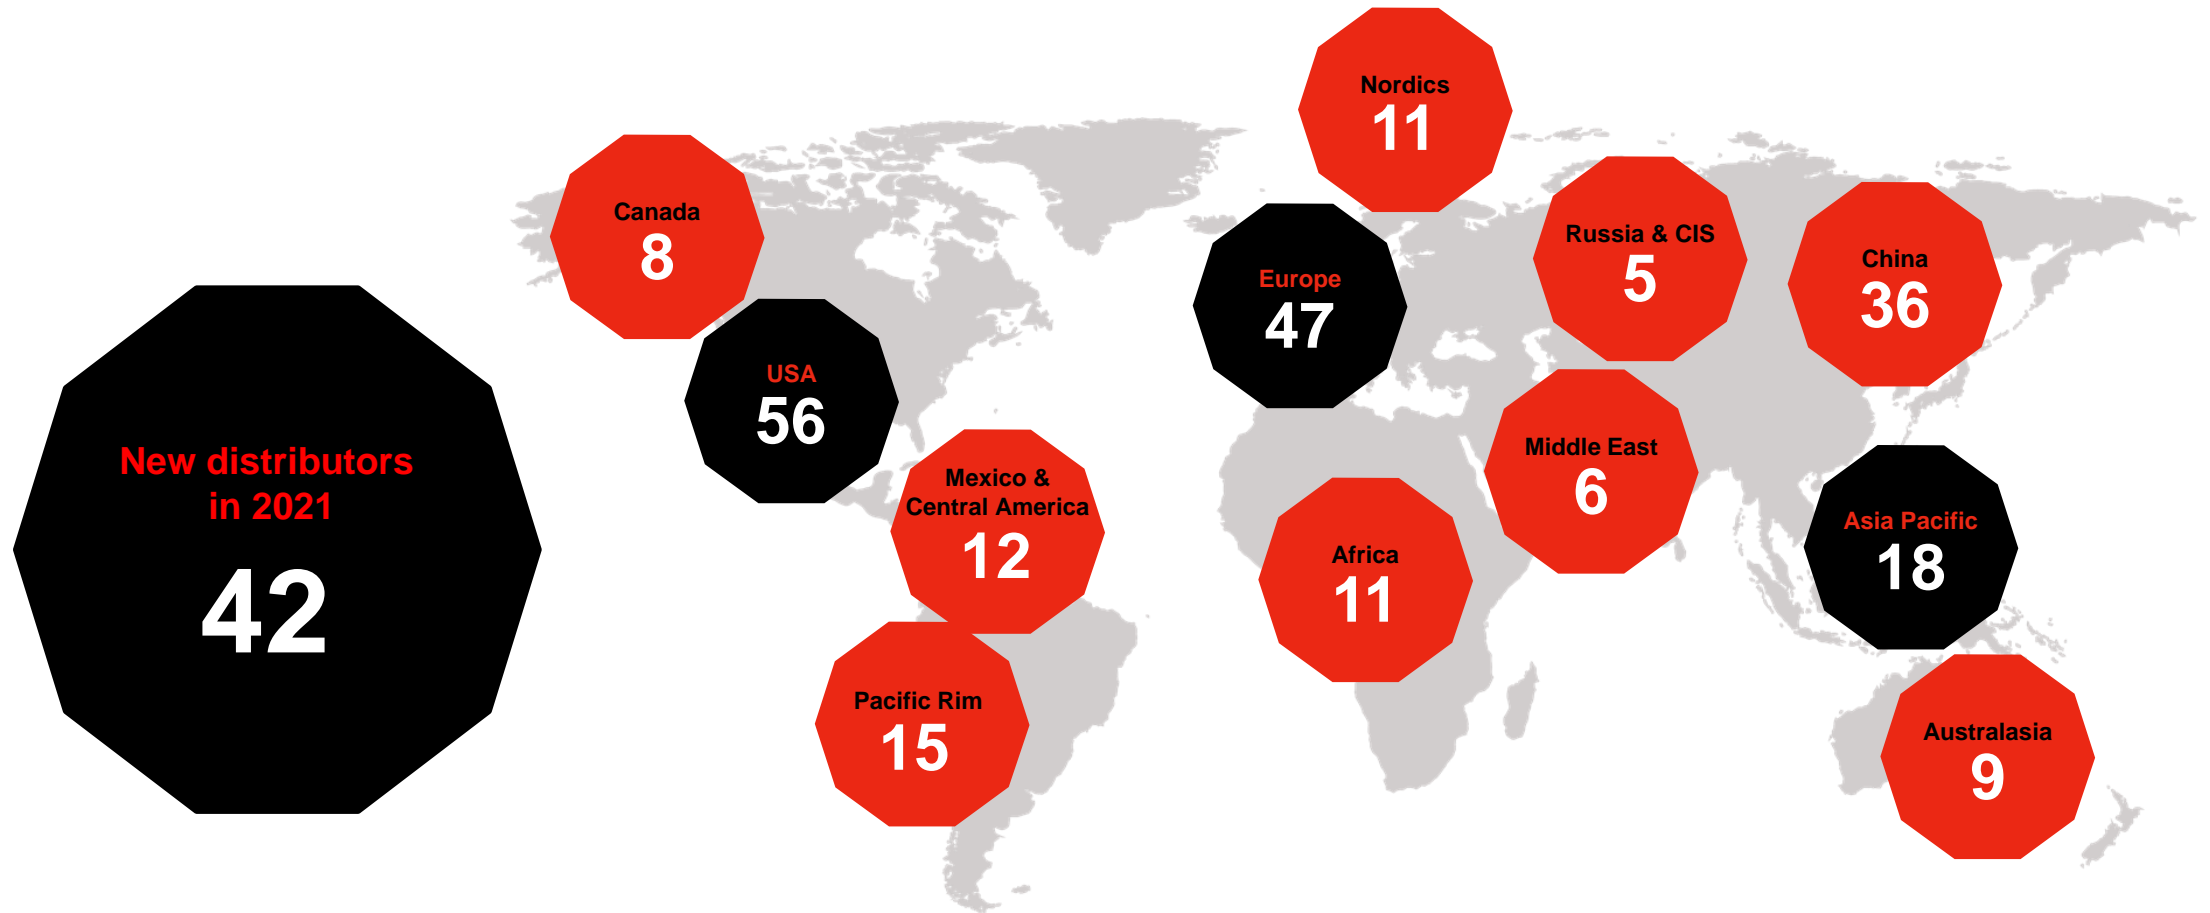 New distributors
in 2021
42
Canada
8
USA
56
Mexico &
Central America
12
Pacific Rim
15
Nordics
11
Europe
47
Africa
11
Russia & CIS
5
Middle East
6
China
36
Asia Pacific
18
Australasia
9